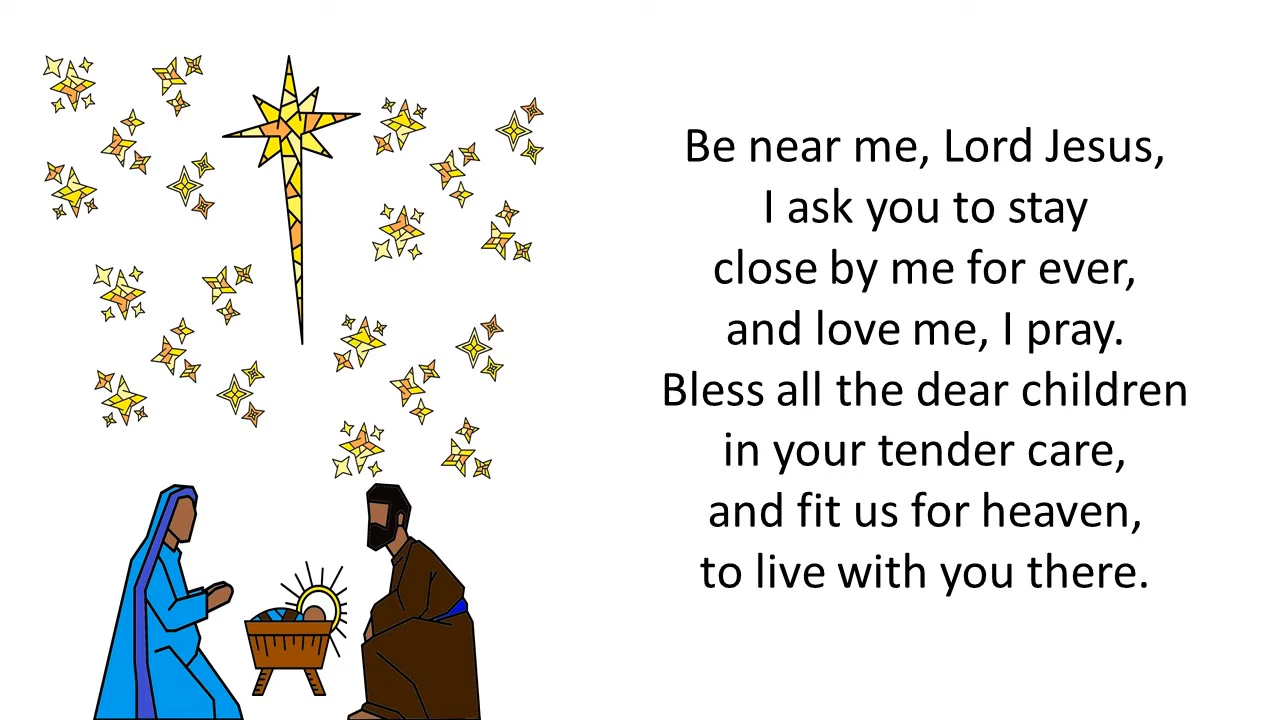 Be near me, Lord Jesus,
I ask you to stay
close by me for ever,
and love me, I pray.
Bless all the dear children
in your tender care,
and fit us for heaven,
to live with you there.